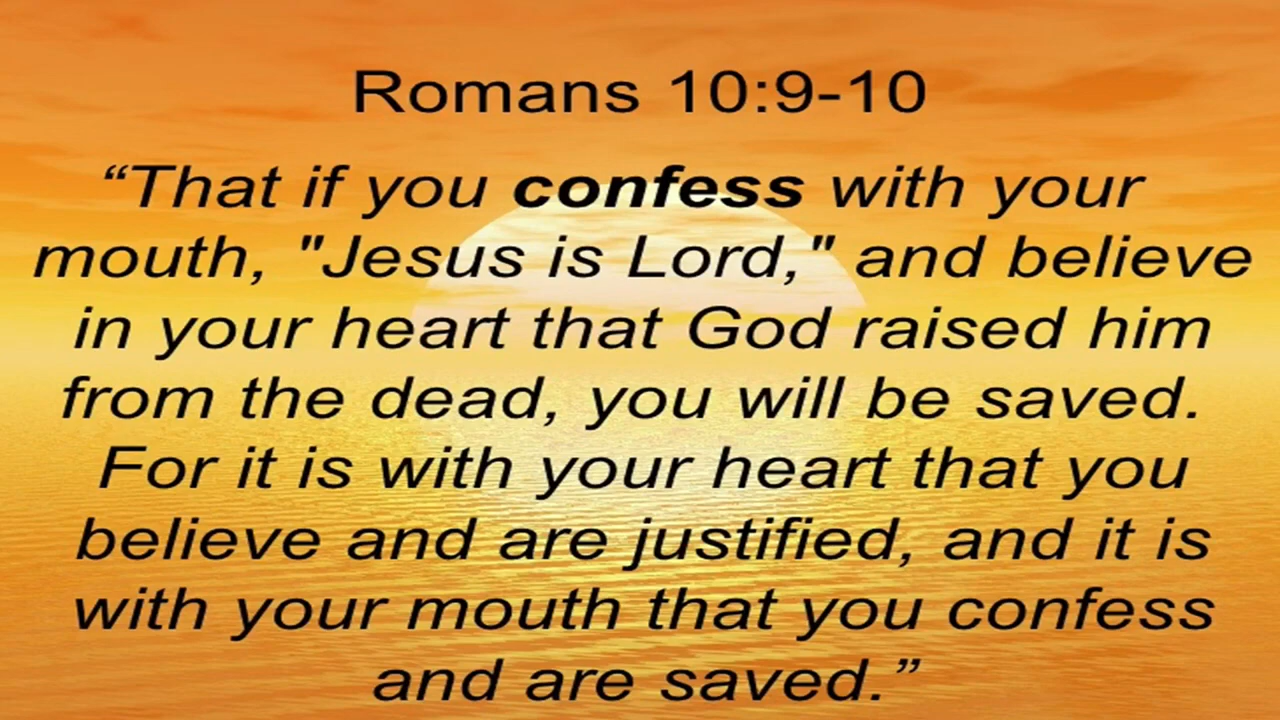 Romans 10:9-10
“That if you confess with your
mouth, "Jesus is Lord," and believe
in your heart that God raised him
from the dead, you will be saved.
For it is with your heart that you
believe and are justified, and it is
with your mouth that you confess
and are saved.”